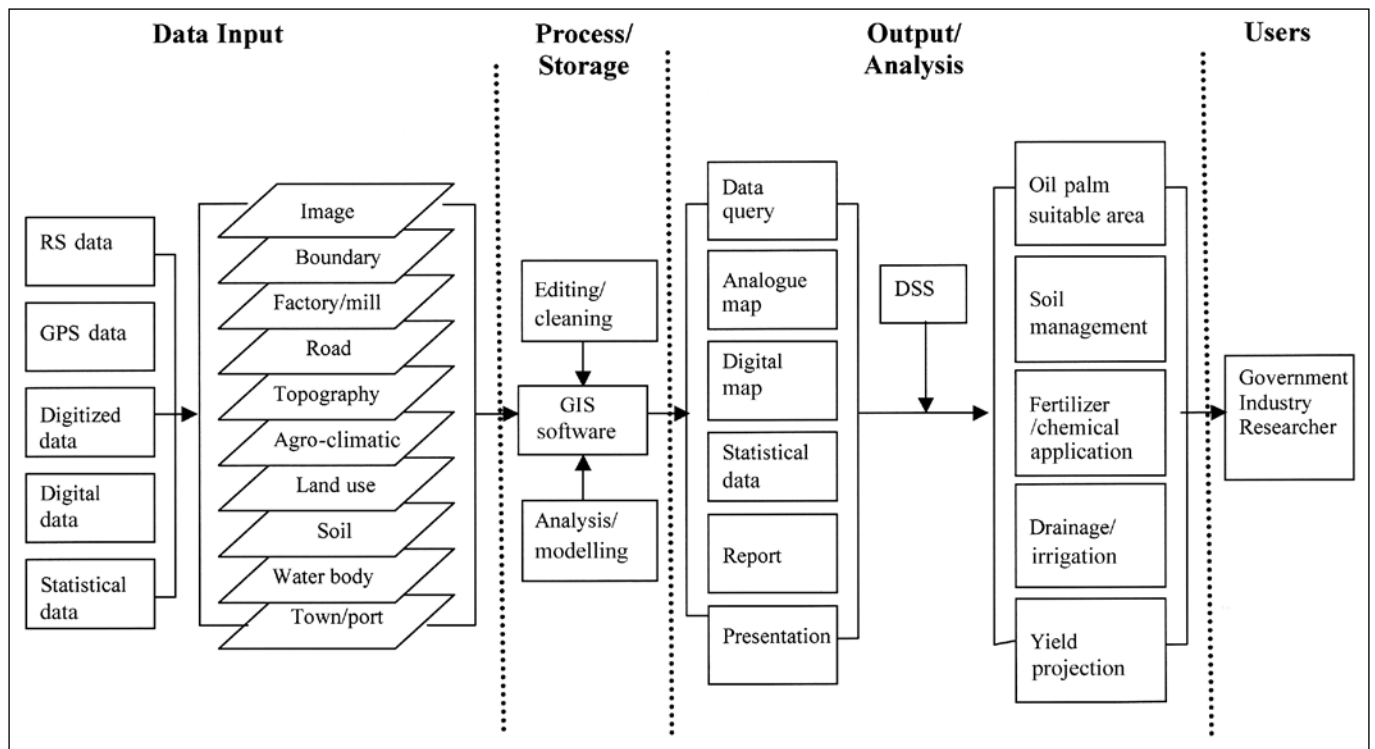 Data Input
Process/
Storage
Output/
Analysis
Users
RS data
GPS data
Digitized
data
Digital
data
Statistical
data
Image
Boundary
Factory/mill
Road
Topography
Agro-climatic
Land use
Soil
Water body
Town/port
Editing/
cleaning
GIS
software
Analysis/
modelling
Data
query
Analogue
map
Digital
map
Statistical
data
Report
Presentation
DSS
Oil palm
suitable area
Soil
management
Fertilizer
/chemical
application
Drainage/
irrigation
Yield
projection
Government
Industry
Researcher